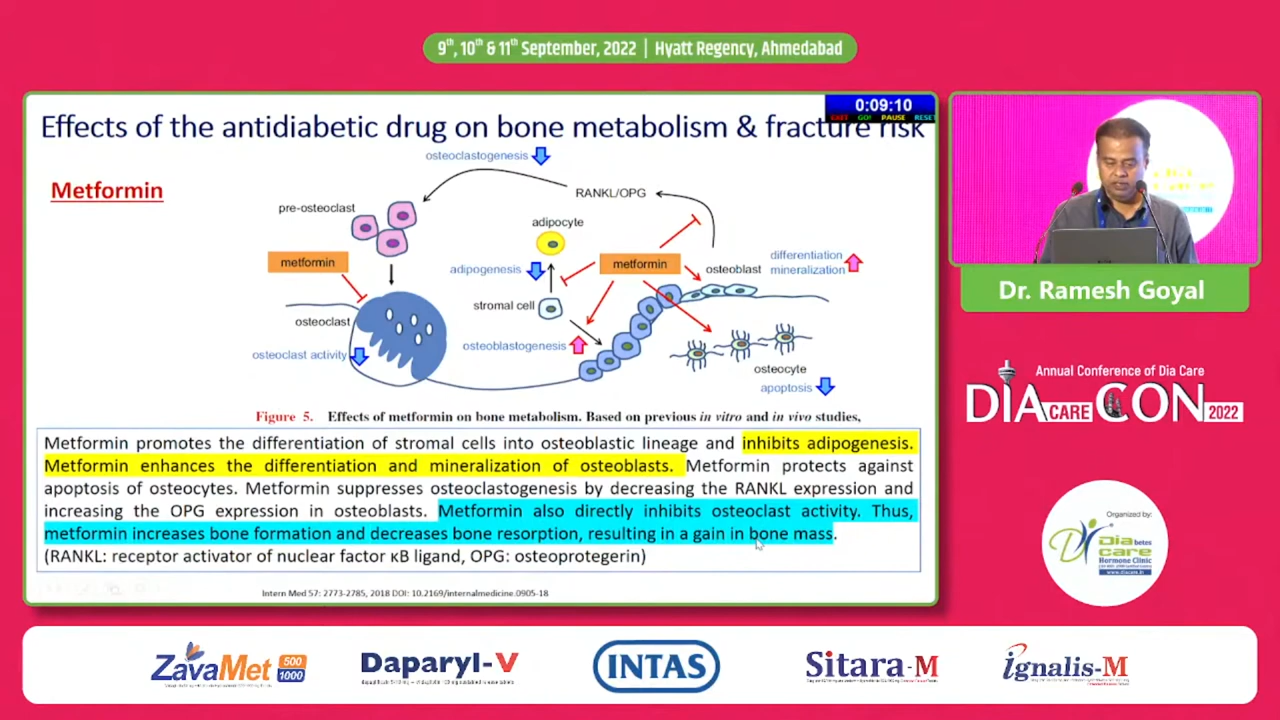 9th, 10th & 11th September, 2022 | Hyatt Regency, Ahmedabad
0:09:10
EXIT GO! PAUSE RESET
Effects of the antidiabetic drug on bone metabolism & fracture risk
Metformin
osteoclastogenesis
RANKL/OPG
pre-osteoclast
adipocyte
metformin
adipogenesis
metformin
osteoblast
differentiation
mineralization
stromal cell
osteoclast
osteoblastogenesis
osteoclast activity
osteocyte
apoptosis
Figure 5. Effects of metformin on bone metabolism. Based on previous in vitro and in vivo studies,
Metformin promotes the differentiation of stromal cells into osteoblastic lineage and inhibits adipogenesis.
Metformin enhances the differentiation and mineralization of osteoblasts. Metformin protects against
apoptosis of osteocytes. Metformin suppresses osteoclastogenesis by decreasing the RANKL expression and
increasing the OPG expression in osteoblasts. Metformin also directly inhibits osteoclast activity. Thus,
metformin increases bone formation and decreases bone resorption, resulting in a gain in bone mass.
(RANKL: receptor activator of nuclear factor κB ligand, OPG: osteoprotegerin)
Intern Med 57: 2773-2785, 2018 DOI: 10.2169/internalmedicine.0905-18
Dr. Ramesh Goyal
Annual Conference of Dia Care
DIA CARE CON 2022
Organized by:
Diabetes
care
Hormone Clinic
www.diacare.in
ZavaMet 500 1000
Daparyl-V
INTAS
Sitara-M
ignalis-M